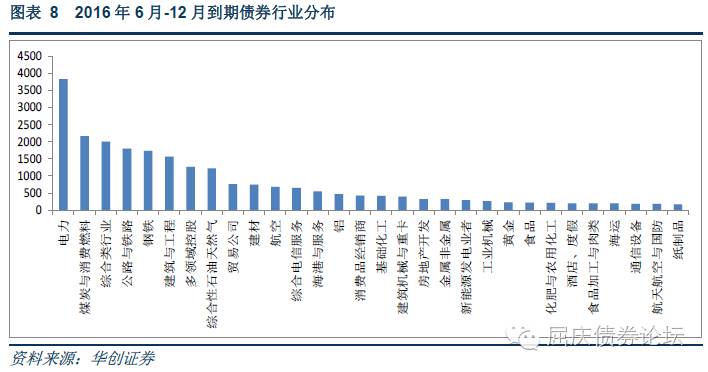 图表 8 2016 年 6 月-12 月到期债券行业分布
4500
4000
3500
3000
2500
2000
1500
1000
500
0
电力
煤炭与消费燃料
综合类行业
公路与铁路
钢铁
建筑与工程
多领域控股
综合性石油天然气
贸易公司
建材
航空
综合电信服务
海港与服务
铝
消费品经销商
基础化工
建筑机械与重卡
房地产开发
金属非金属
新能源发电业者
工业机械
黄金
食品
化肥与农用化工
酒店、度假
食品加工与肉类
海运
通信设备
航天航空与国防
纸制品
屈庆债券论坛
资料来源：华创证券